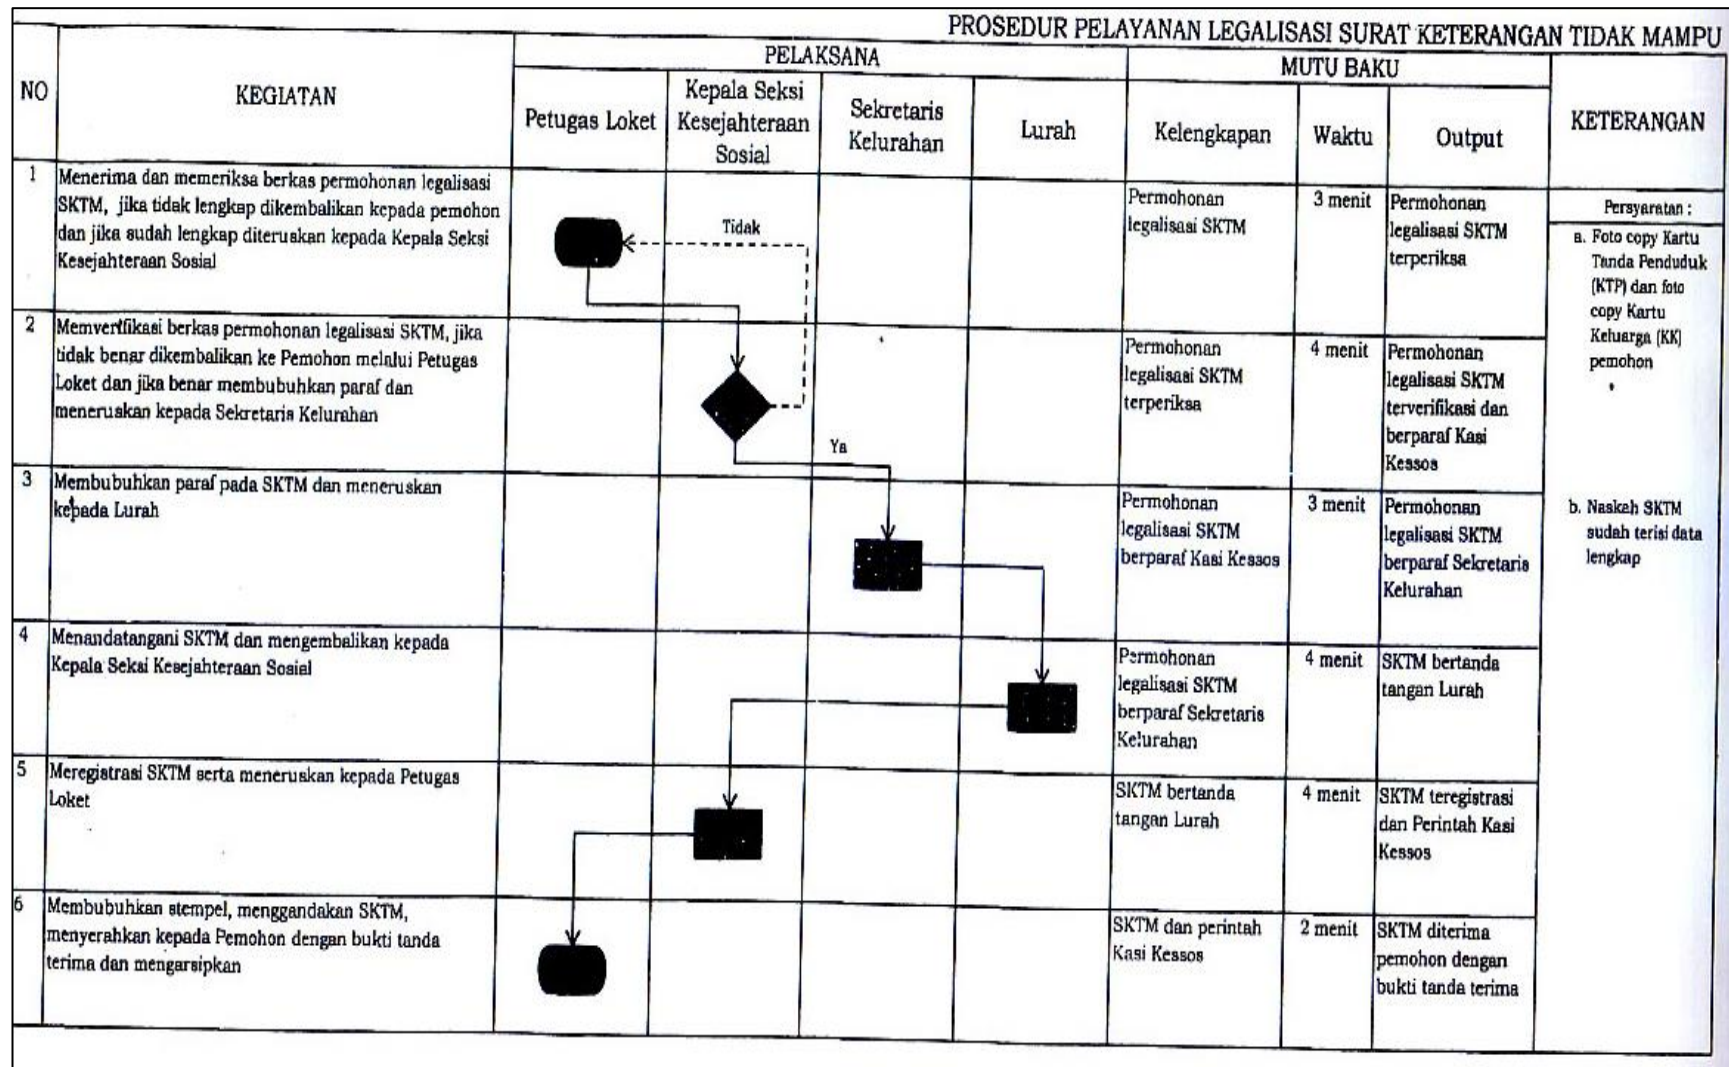 PROSEDUR PELAYANAN LEGALISASI SURAT KETERANGAN TIDAK MAMPU
NO
KEGIATAN
PELAKSANA
MUTU BAKU
KETERANGAN
Petugas Loket
Kepala Seksi
Kesejahteraan
Sosial
Sekretaris
Kelurahan
Lurah
Kelengkapan
Waktu
Output
1
Menerima dan memeriksa berkas permohonan legalisasi
SKTM, jika tidak lengkap dikembalikan kepada pemohon
dan jika sudah lengkap diteruskan kepada Kepala Seksi
Kesejahteraan Sosial
Tidak
Permohonan
legalisasi SKTM
3 menit
Permohonan
legalisasi SKTM
terperiksa
Persyaratan :
a. Foto copy Kartu
Tanda Penduduk
(KTP) dan foto
copy Kartu
Keluarga (KK)
pemohon
2
Memverifikasi berkas permohonan legalisasi SKTM, jika
tidak benar dikembalikan ke Pemohon melalui Petugas
Loket dan jika benar membubuhkan paraf dan
meneruskan kepada Sekretaris Kelurahan
Ya
Permohonan
legalisasi SKTM
terperiksa
4 menit
Permohonan
legalisasi SKTM
terverifikasi dan
berparaf Kasi
Kessos
3
Membubuhkan paraf pada SKTM dan meneruskan
kepada Lurah
Permohonan
legalisasi SKTM
berparaf Kasi Kessos
3 menit
Permohonan
legalisasi SKTM
berparaf Sekretaris
Kelurahan
b. Naskah SKTM
sudah terisi data
lengkap
4
Menandatangani SKTM dan mengembalikan kepada
Kepala Seksi Kesejahteraan Sosial
Permohonan
legalisasi SKTM
berparaf Sekretaris
Kelurahan
4 menit
SKTM bertanda
tangan Lurah
5
Meregistrasi SKTM serta meneruskan kepada Petugas
Loket
SKTM bertanda
tangan Lurah
4 menit
SKTM teregistrasi
dan Perintah Kasi
Kessos
6
Membubuhkan stempel, menggandakan SKTM,
menyerahkan kepada Pemohon dengan bukti tanda
terima dan mengarsipkan
SKTM dan perintah
Kasi Kessos
2 menit
SKTM diterima
pemohon dengan
bukti tanda terima